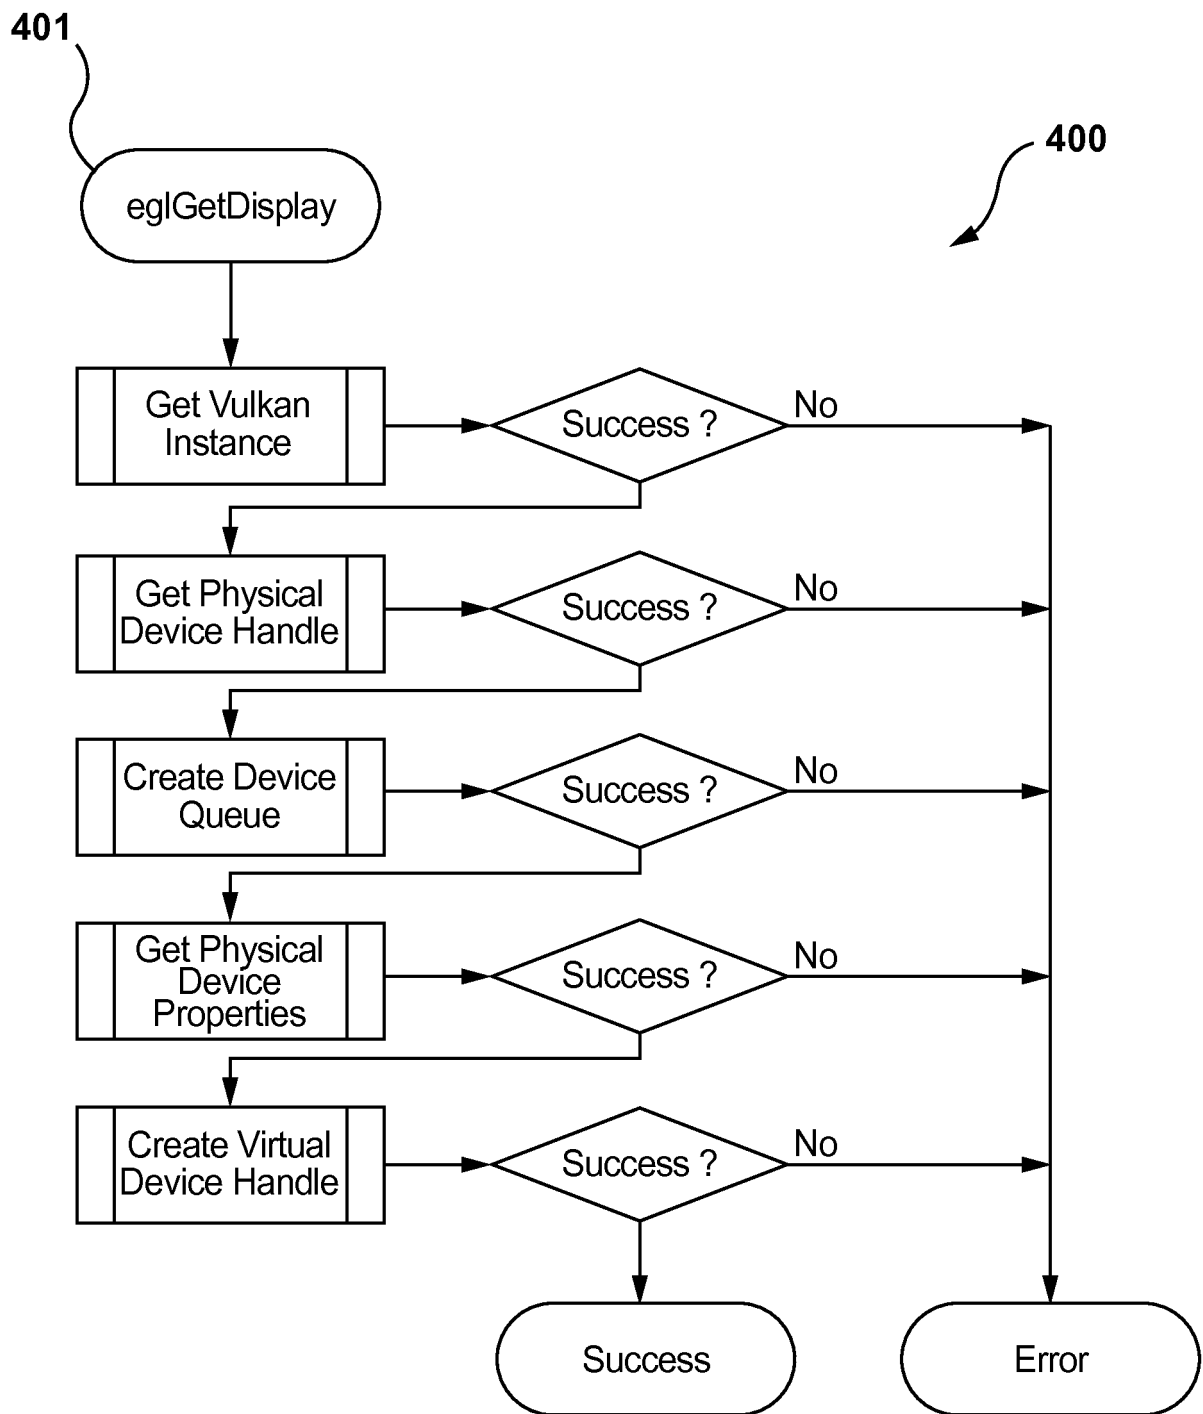 401
400
eglGetDisplay
Get Vulkan
Instance
Success ?
No
Get Physical
Device Handle
Success ?
No
Create Device
Queue
Success ?
No
Get Physical
Device
Properties
Success ?
No
Create Virtual
Device Handle
Success ?
No
Success
Error